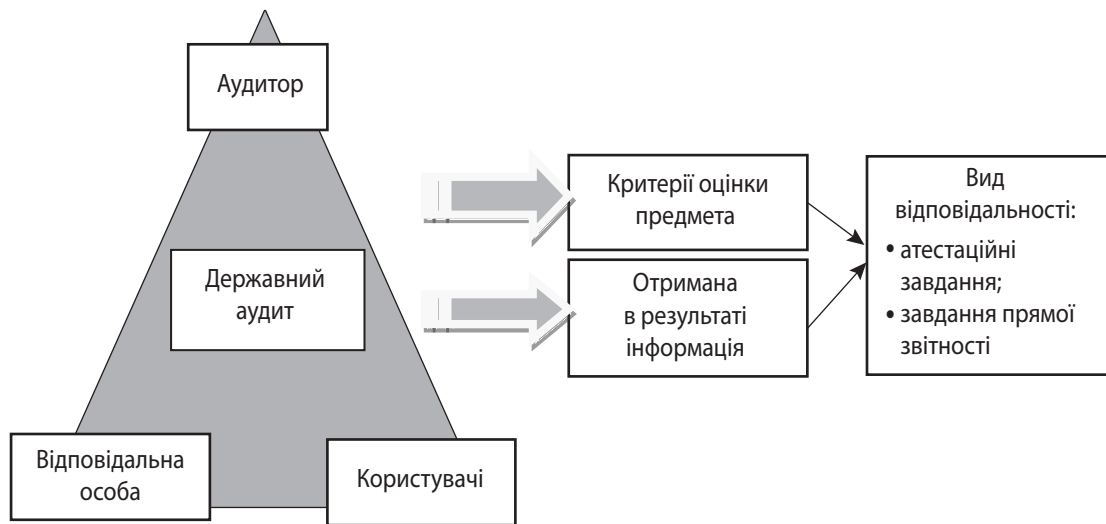 Аудитор
Державний
аудит
Відповідальна
особа
Користувачі
Критерії оцінки
предмета
Отримана
в результаті
інформація
Вид
відповідальності:
• атестаційні
завдання;
• завдання прямої
звітності